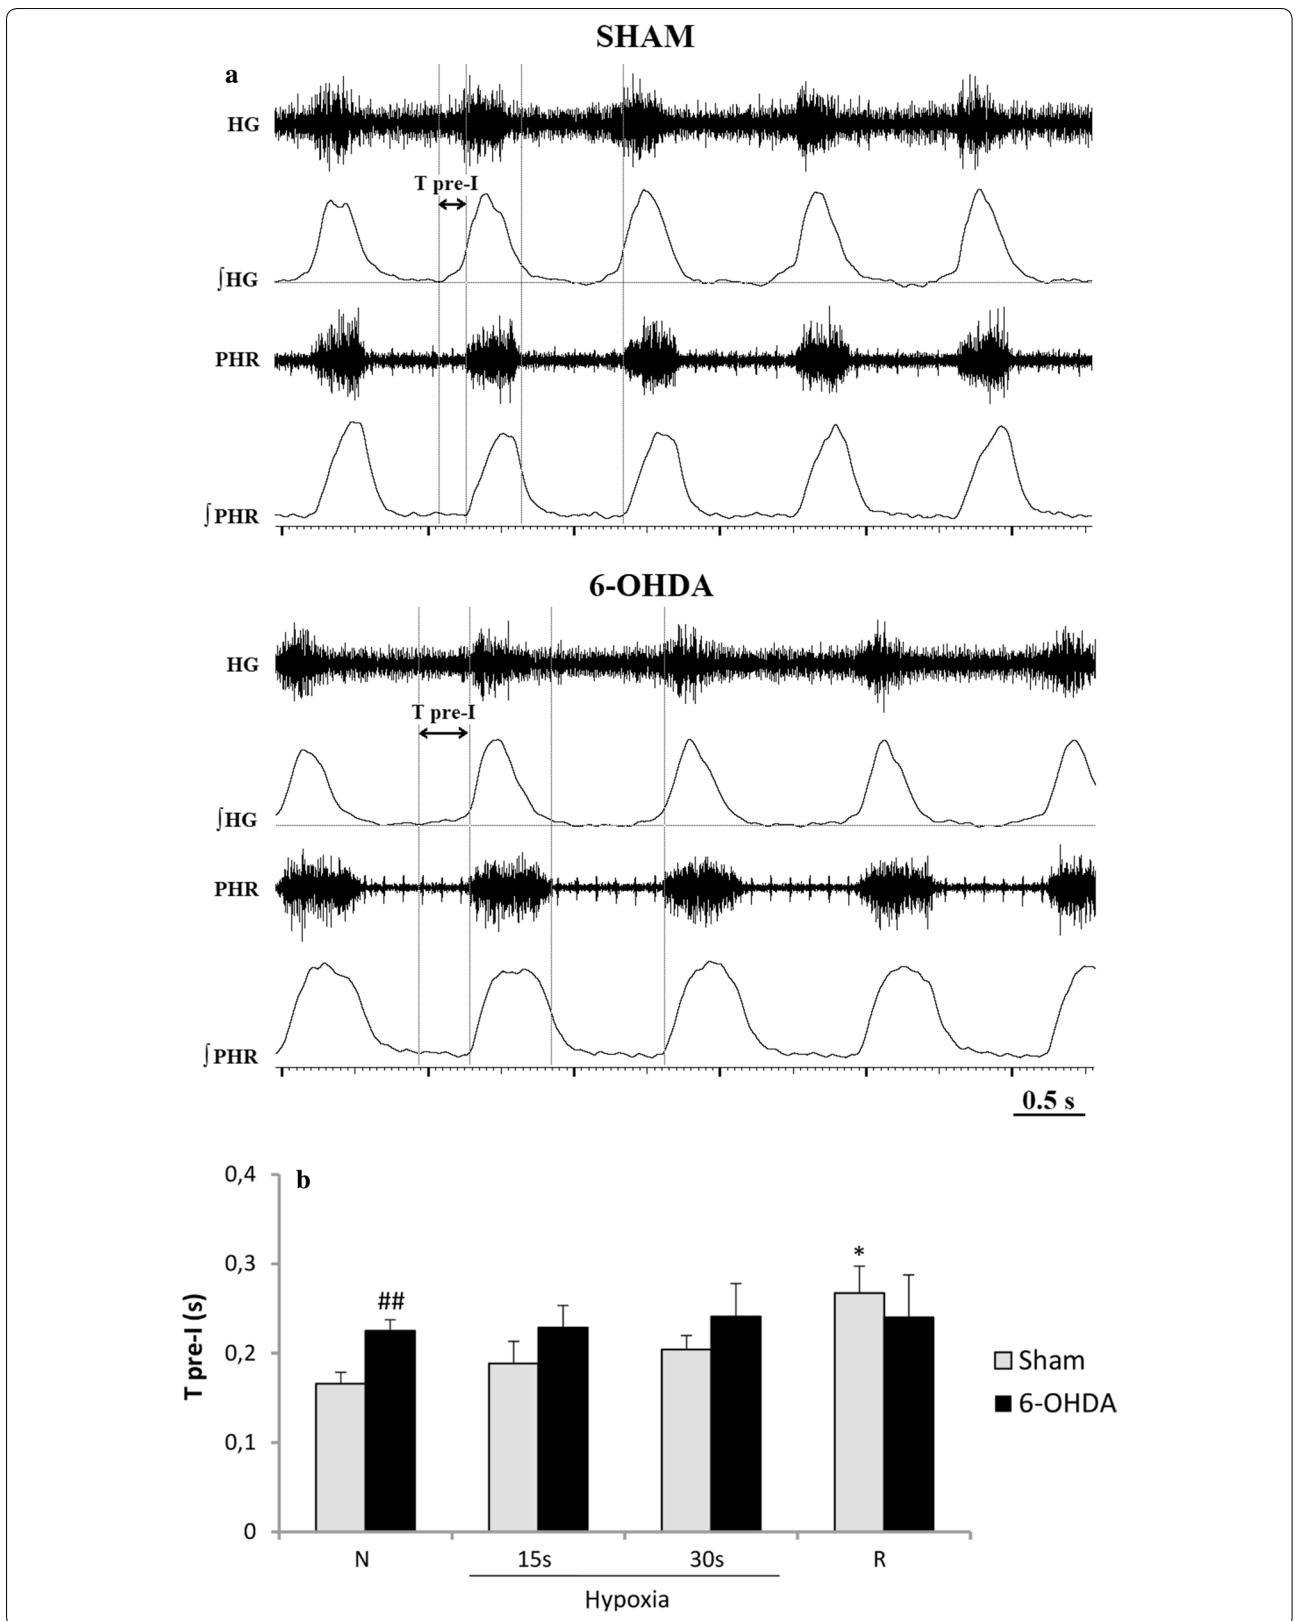 SHAM
a
HG
T pre-I
∫HG
PHR
∫PHR
6-OHDA
HG
T pre-I
∫HG
PHR
∫PHR
0.5 s
b
0,4
0,3
0,2
0,1
0
T pre-I (s)
##
*
Sham
6-OHDA
N
15s
30s
R
Hypoxia